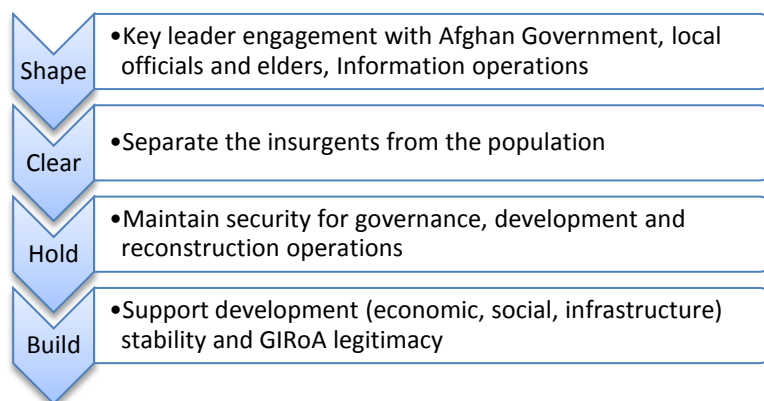 Shape
•Key leader engagement with Afghan Government, local
officials and elders, Information operations
Clear
•Separate the insurgents from the population
Hold
•Maintain security for governance, development and
reconstruction operations
Build
•Support development (economic, social, infrastructure)
stability and GIRoA legitimacy